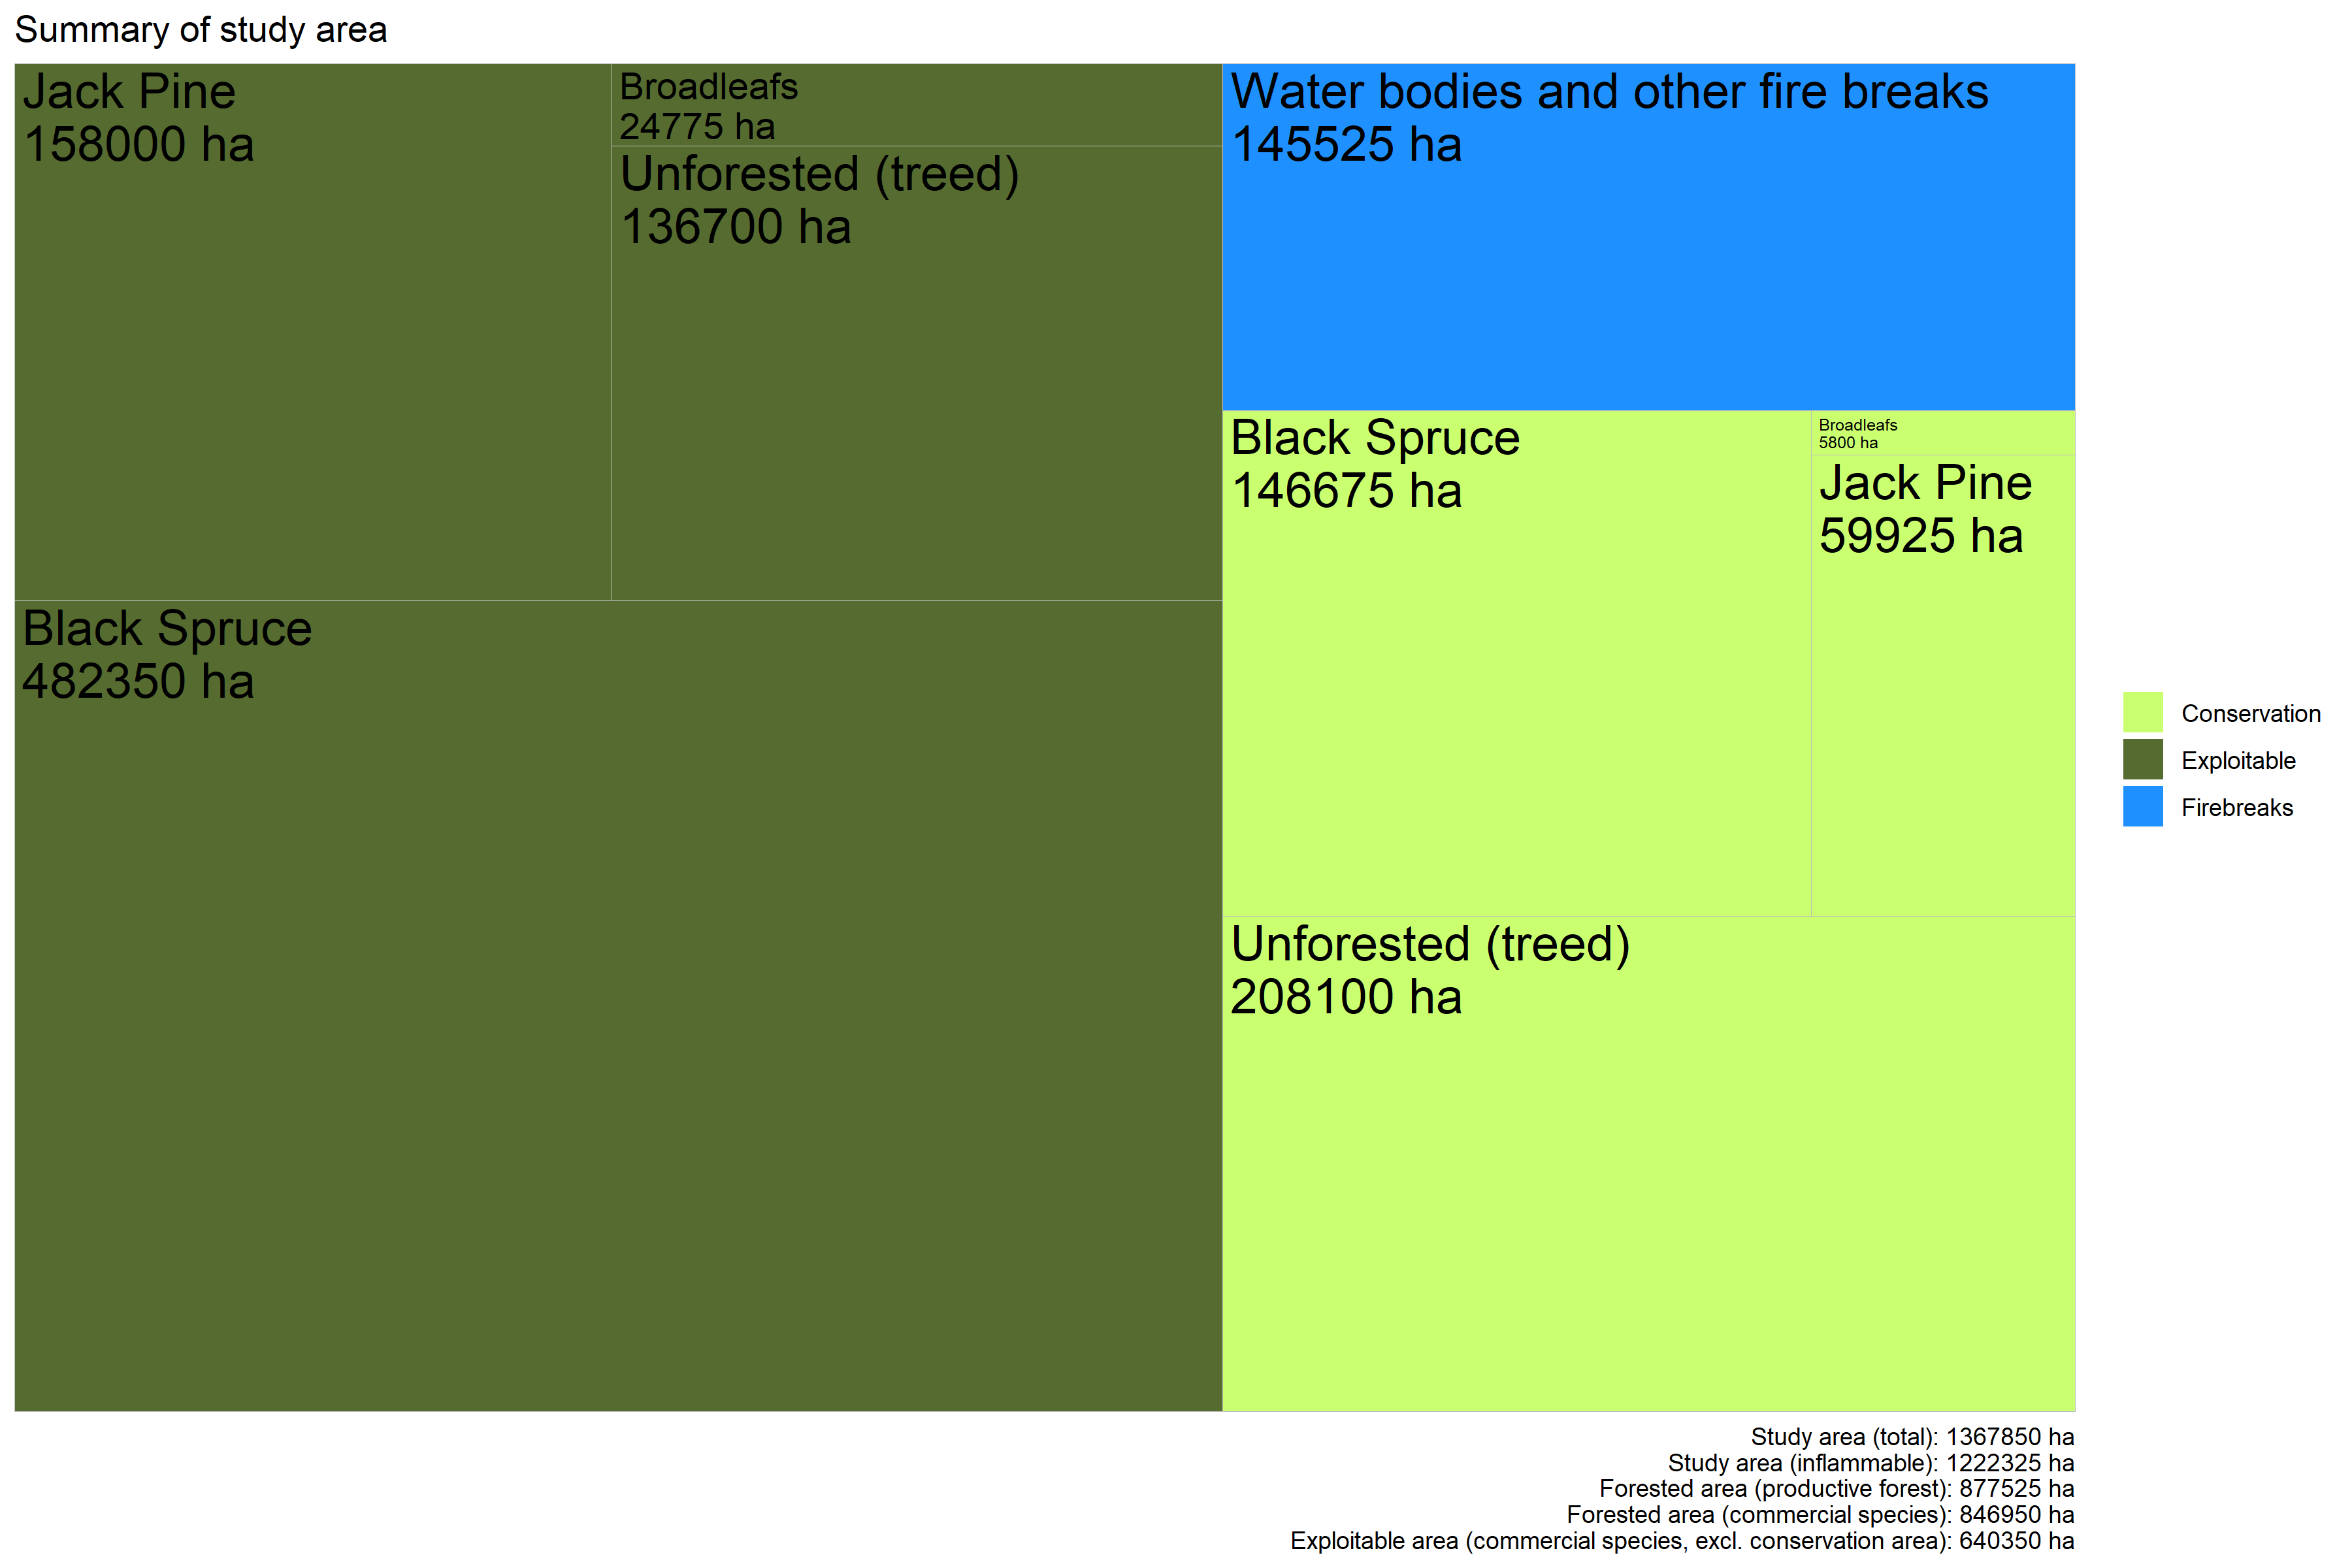 Summary of study area
Jack Pine
158000 ha
Broadleafs
24775 ha
Unforested (treed)
136700 ha
Black Spruce
482350 ha
Water bodies and other fire breaks
145525 ha
Black Spruce
146675 ha
Broadleafs
5800 ha
Jack Pine
59925 ha
Unforested (treed)
208100 ha
Conservation
Exploitable
Firebreaks
Study area (total): 1367850 ha
Study area (inflammable): 1222325 ha
Forested area (productive forest): 877525 ha
Forested area (commercial species): 846950 ha
Exploitable area (commercial species, excl. conservation area): 640350 ha